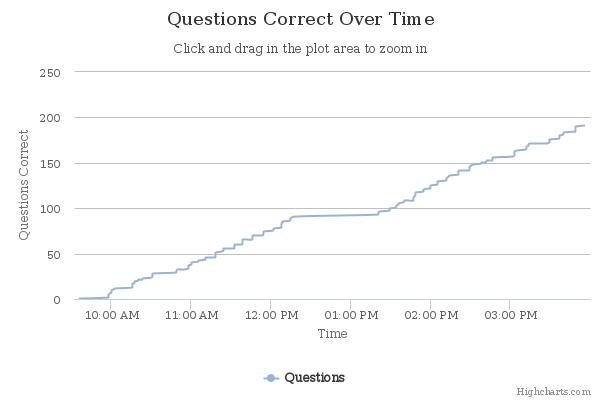 Questions Correct Over Time
Click and drag in the plot area to zoom in
Questions Correct
250
200
150
100
50
0
10:00 AM 11:00 AM 12:00 PM 01:00 PM 02:00 PM 03:00 PM
Time
Questions
Highcharts.com